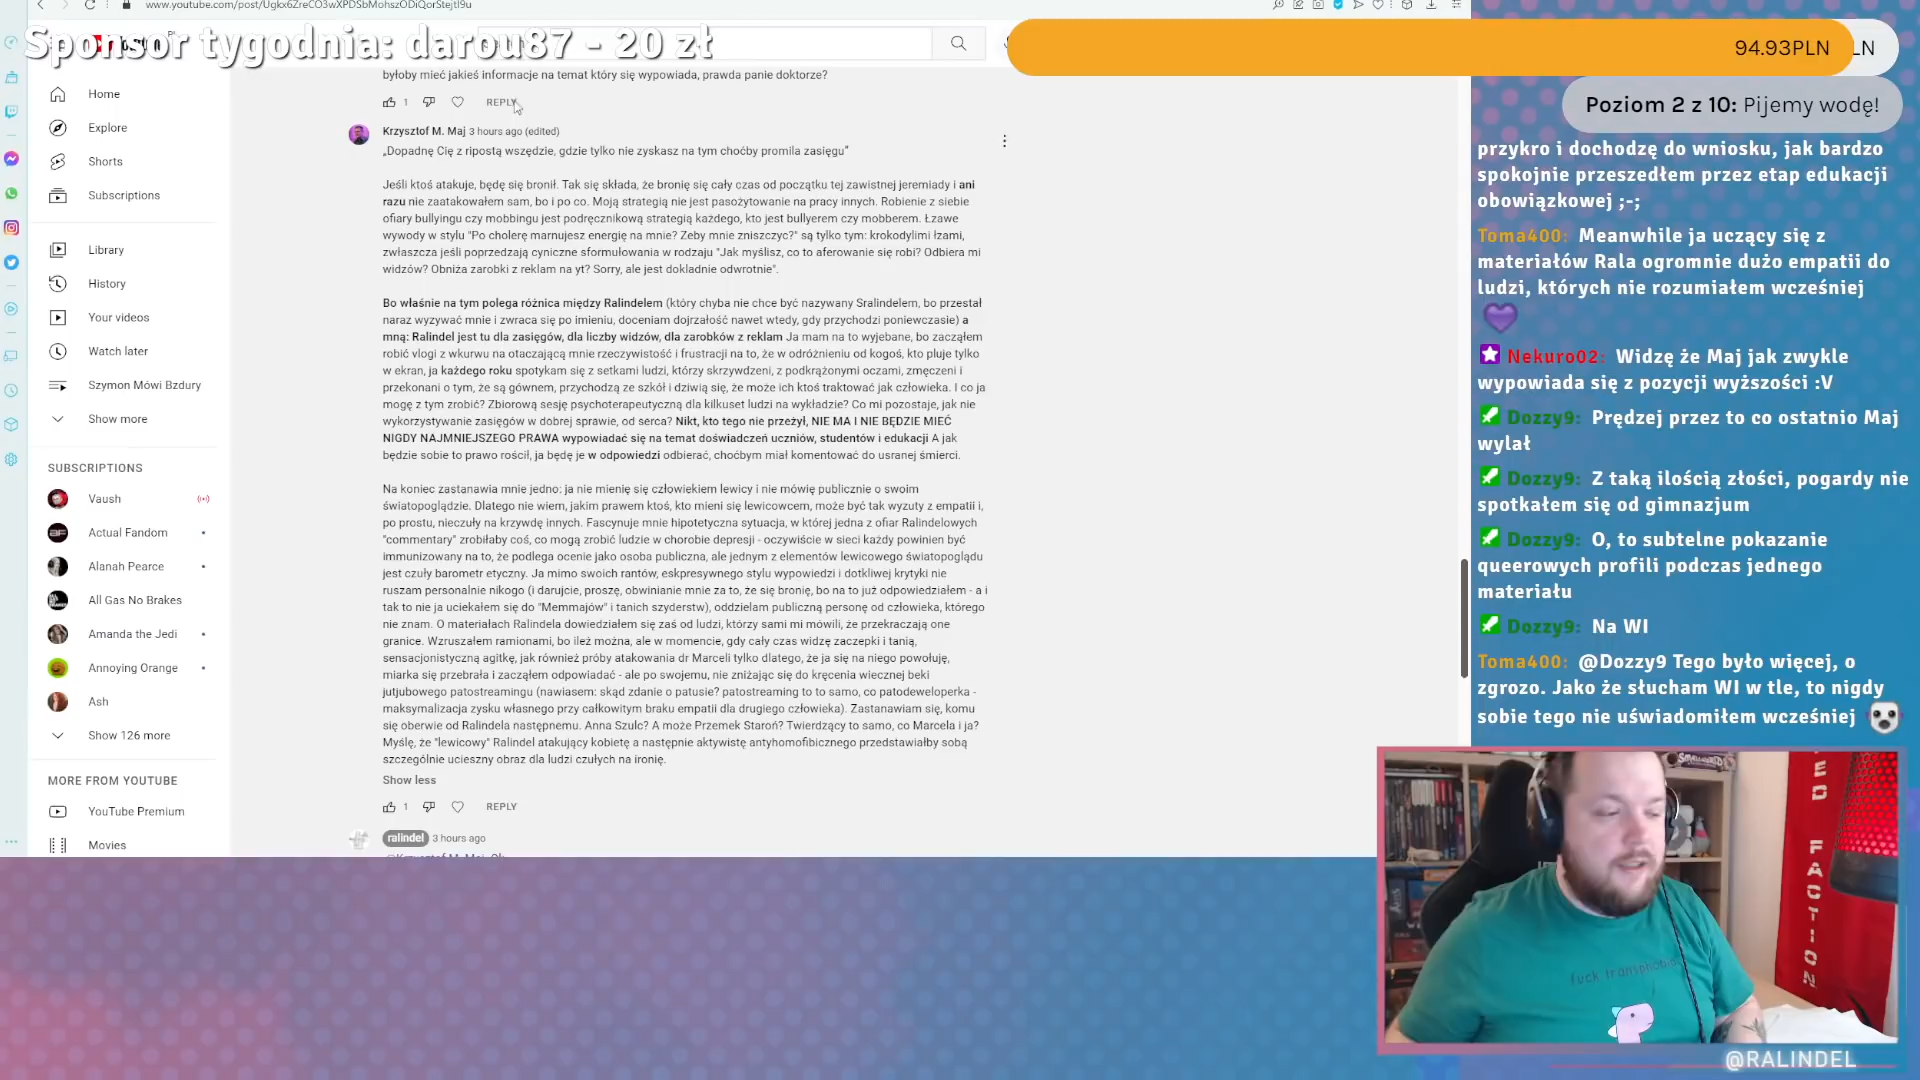 www.youtube.com/post/Ugkx6ZreCO3wXPDSbMohszODiQorStejtl9u
Sponsor tygodnia: darou87 - 20 zł
94.93PLN
LN
Poziom 2 z 10: Pijemy wodę!
Home
Explore
Shorts
Subscriptions
Library
History
Your videos
Watch later
Szymon Mówi Bzdury
Show more
SUBSCRIPTIONS
Vaush
Actual Fandom
Alanah Pearce
All Gas No Brakes
Amanda the Jedi
Annoying Orange
Ash
Show 126 more
MORE FROM YOUTUBE
YouTube Premium
Movies
byłoby mieć jakieś informacje na temat który się wypowiada, prawda panie doktorze?
1 REPLY
Krzysztof M. Maj 3 hours ago (edited)
„Dopadnę Cię z ripostą wszędzie, gdzie tylko nie zyskasz na tym choćby promila zasięgu”
Jeśli ktoś atakuje, będę się bronił. Tak się składa, że bronię się cały czas od początku tej zawistnej jeremiady i ani
razu nie zaatakowałem sam, bo i po co. Moją strategią nie jest pasożytowanie na pracy innych. Robienie z siebie
ofiary bullyingu czy mobbingu jest podręcznikową strategią każdego, kto jest bullyerem czy mobberem. Łzawe
wywody w stylu "Po cholerę marnujesz energię na mnie? Zeby mnie zniszczyc?" są tylko tym: krokodylimi łzami,
zwłaszcza jeśli poprzedzają cyniczne sformułowania w rodzaju "Jak myślisz, co to aferowanie się robi? Odbiera mi
widzów? Obniża zarobki z reklam na yt? Sorry, ale jest dokladnie odwrotnie".
Bo właśnie na tym polega różnica między Ralindelem (który chyba nie chce być nazywany Sralindelem, bo przestał
naraz wyzywać mnie i zwraca się po imieniu, doceniam dojrzałość nawet wtedy, gdy przychodzi poniewczasie) a
mną: Ralindel jest tu dla zasięgów, dla liczby widzów, dla zarobków z reklam Ja mam na to wyjebane, bo zacząłem
robić vlogi z wkurwu na otaczającą mnie rzeczywistość i frustracji na to, że w odróżnieniu od kogoś, kto pluje tylko
w ekran, ja każdego roku spotykam się z setkami ludzi, którzy skrzywdzeni, z podkrążonymi oczami, zmęczeni i
przekonani o tym, że są gównem, przychodzą ze szkół i dziwią się, że może ich ktoś traktować jak człowieka. I co ja
mogę z tym zrobić? Zbiorową sesję psychoterapeutyczną dla kilkuset ludzi na wykładzie? Co mi pozostaje, jak nie
wykorzystywanie zasięgów w dobrej sprawie, od serca? Nikt, kto tego nie przeżył, NIE MA I NIE BĘDZIE MIEĆ
NIGDY NAJMNIEJSZEGO PRAWA wypowiadać się na temat doświadczeń uczniów, studentów i edukacji A jak
będzie sobie to prawo rościł, ja będę je w odpowiedzi odbierać, choćbym miał komentować do usranej śmierci.
Na koniec zastanawia mnie jedno: ja nie mienię się człowiekiem lewicy i nie mówię publicznie o swoim
światopoglądzie. Dlatego nie wiem, jakim prawem ktoś, kto mieni się lewicowcem, może być tak wyzuty z empatii i,
po prostu, nieczuły na krzywdę innych. Fascynuje mnie hipotetyczna sytuacja, w której jedna z ofiar Ralindelowych
"commentary" zrobiłaby coś, co mogą zrobić ludzie w chorobie depresji - oczywiście w sieci każdy powinien być
immunizowany na to, że podlega ocenie jako osoba publiczna, ale jednym z elementów lewicowego światopoglądu
jest czuły barometr etyczny. Ja mimo swoich rantów, eskpresywnego stylu wypowiedzi i dotkliwej krytyki nie
ruszam personalnie nikogo (i darujcie, proszę, obwinianie mnie za to, że się bronię, bo na to już odpowiedziałem - a i
tak to nie ja uciekałem się do "Memmajów" i tanich szyderstw), oddzielam publiczną personę od człowieka, którego
nie znam. O materiałach Ralindela dowiedziałem się zaś od ludzi, którzy sami mi mówili, że przekraczają one
granice. Wzruszałem ramionami, bo ileż można, ale w momencie, gdy cały czas widzę zaczepki i tanią,
sensacjonistyczną agitkę, jak również próby atakowania dr Marceli tylko dlatego, że ja się na niego powołuję,
miarka się przebrała i zacząłem odpowiadać - ale po swojemu, nie zniżając się do kręcenia wiecznej beki
jutjubowego patostreamingu (nawiasem: skąd zdanie o patusie? patostreaming to to samo, co patodeweloperka -
maksymalizacja zysku własnego przy całkowitym braku empatii dla drugiego człowieka). Zastanawiam się, komu
się oberwie od Ralindela następnemu. Anna Szulc? A może Przemek Staroń? Twierdzący to samo, co Marcela i ja?
Myślę, że "lewicowy" Ralindel atakujący kobietę a następnie aktywistę antyhomofibicznego przedstawiałby sobą
szczególnie ucieszny obraz dla ludzi czułych na ironię.
Show less
1 REPLY
ralindel 3 hours ago
@Krzysztof M. Maj Ok
przykro i dochodzę do wniosku, jak bardzo
spokojnie przeszedłem przez etap edukacji
obowiązkowej ;-;
Toma400: Meanwhile ja uczący się z
materiałów Rala ogromnie dużo empatii do
ludzi, których nie rozumiałem wcześniej
Nekuro02: Widzę że Maj jak zwykle
wypowiada się z pozycji wyższości :V
Dozzy9: Prędzej przez to co ostatnio Maj
wylał
Dozzy9: Z taką ilością złości, pogardy nie
spotkałem się od gimnazjum
Dozzy9: O, to subtelne pokazanie
queerowych profili podczas jednego
materiału
Dozzy9: Na WI
Toma400: @Dozzy9 Tego było więcej, o
zgrozo. Jako że słucham WI w tle, to nigdy
sobie tego nie uświadomiłem wcześniej
ED
FACTION
fuck transphobia
@RALINDEL